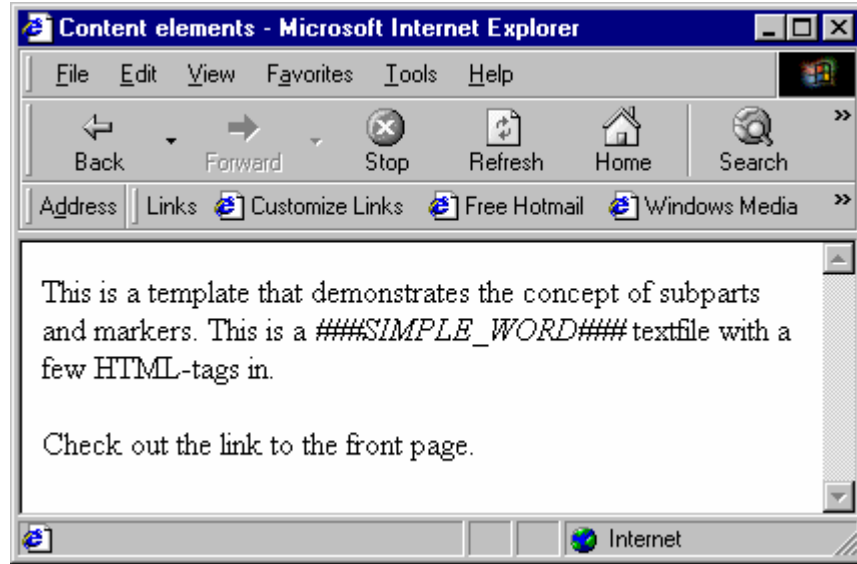 Content elements - Microsoft Internet Explorer
File Edit View Favorites Tools Help
Back Forward Stop Refresh Home Search »
Address Links Customize Links Free Hotmail Windows Media »
This is a template that demonstrates the concept of subparts
and markers. This is a ###SIMPLE_WORD### textfile with a
few HTML-tags in.
Check out the link to the front page.
Internet